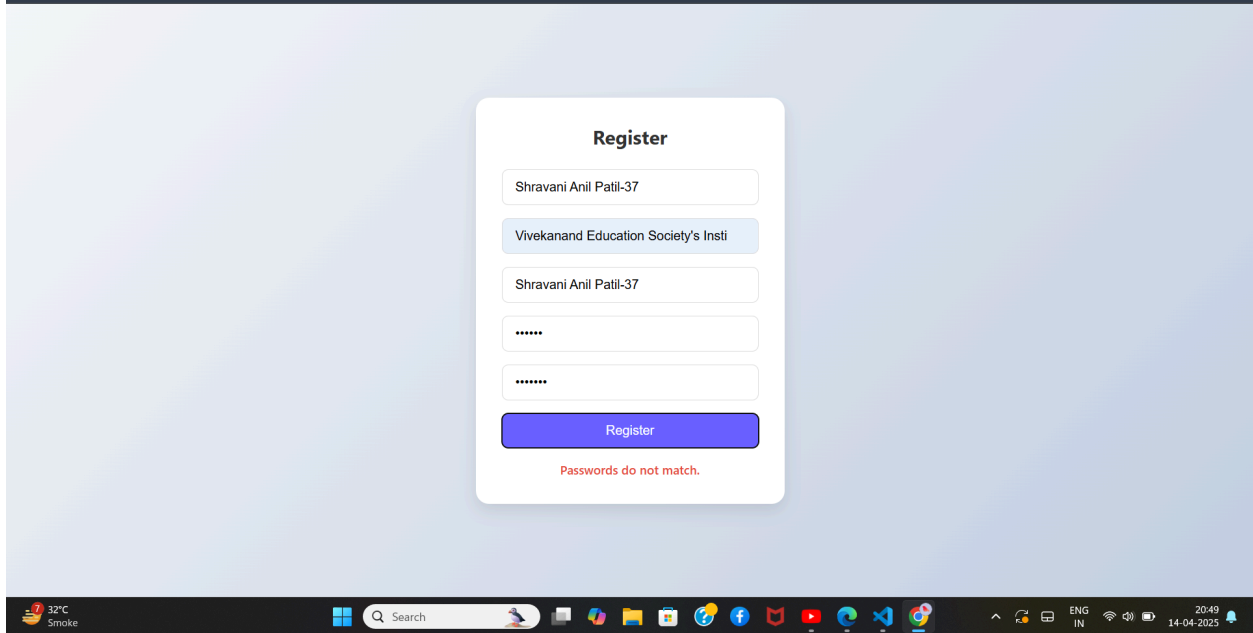 Register
Shravani Anil Patil-37
Vivekanand Education Society's Insti
Shravani Anil Patil-37
••••••
•••••••
Register
Passwords do not match.
7
32°C
Smoke
Search
ENG
IN
20:49
14-04-2025